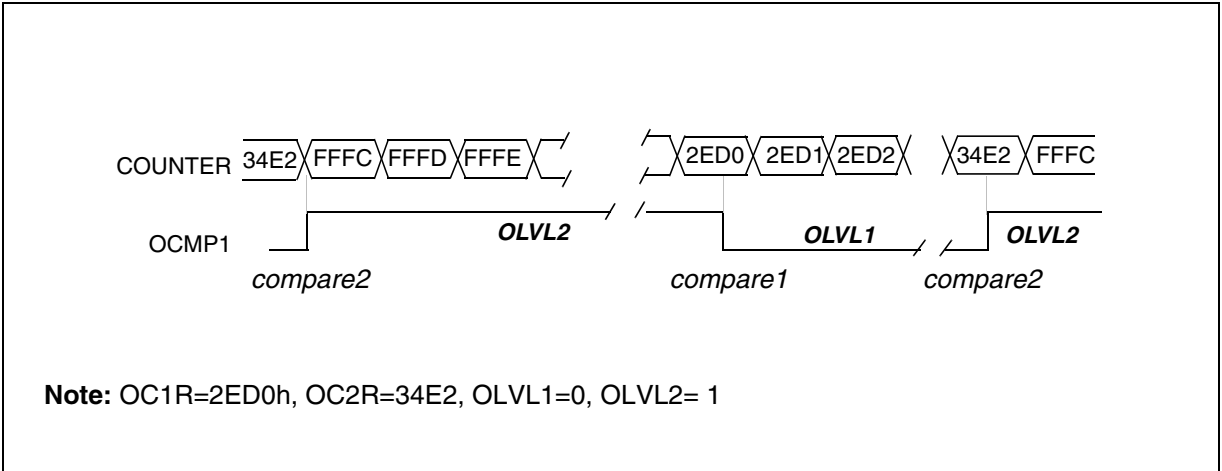 COUNTER 34E2 FFFC FFFD FFFE 2ED0 2ED1 2ED2 34E2 FFFC
OCMP1 OLVL2 OLVL1 OLVL2
compare2 compare1 compare2
Note: OC1R=2ED0h, OC2R=34E2, OLVL1=0, OLVL2= 1